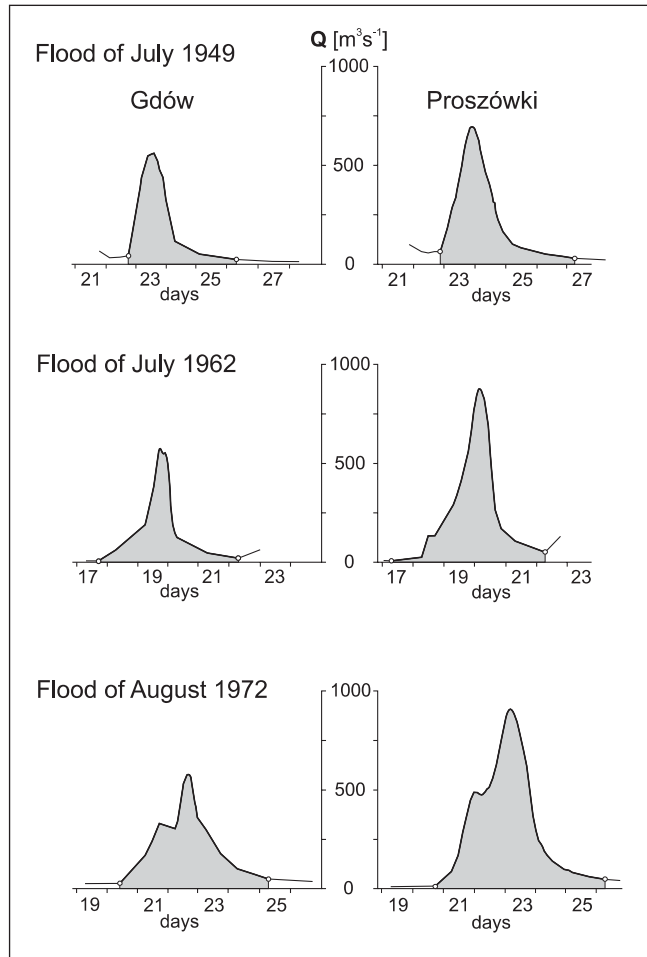 Flood of July 1949
Q [m³s⁻¹]
Gdów
Proszówki
1000
500
0
21 23 25 27
days
21 23 25 27
days
Flood of July 1962
1000
500
0
17 19 21 23
days
17 19 21 23
days
Flood of August 1972
1000
500
0
19 21 23 25
days
19 21 23 25
days